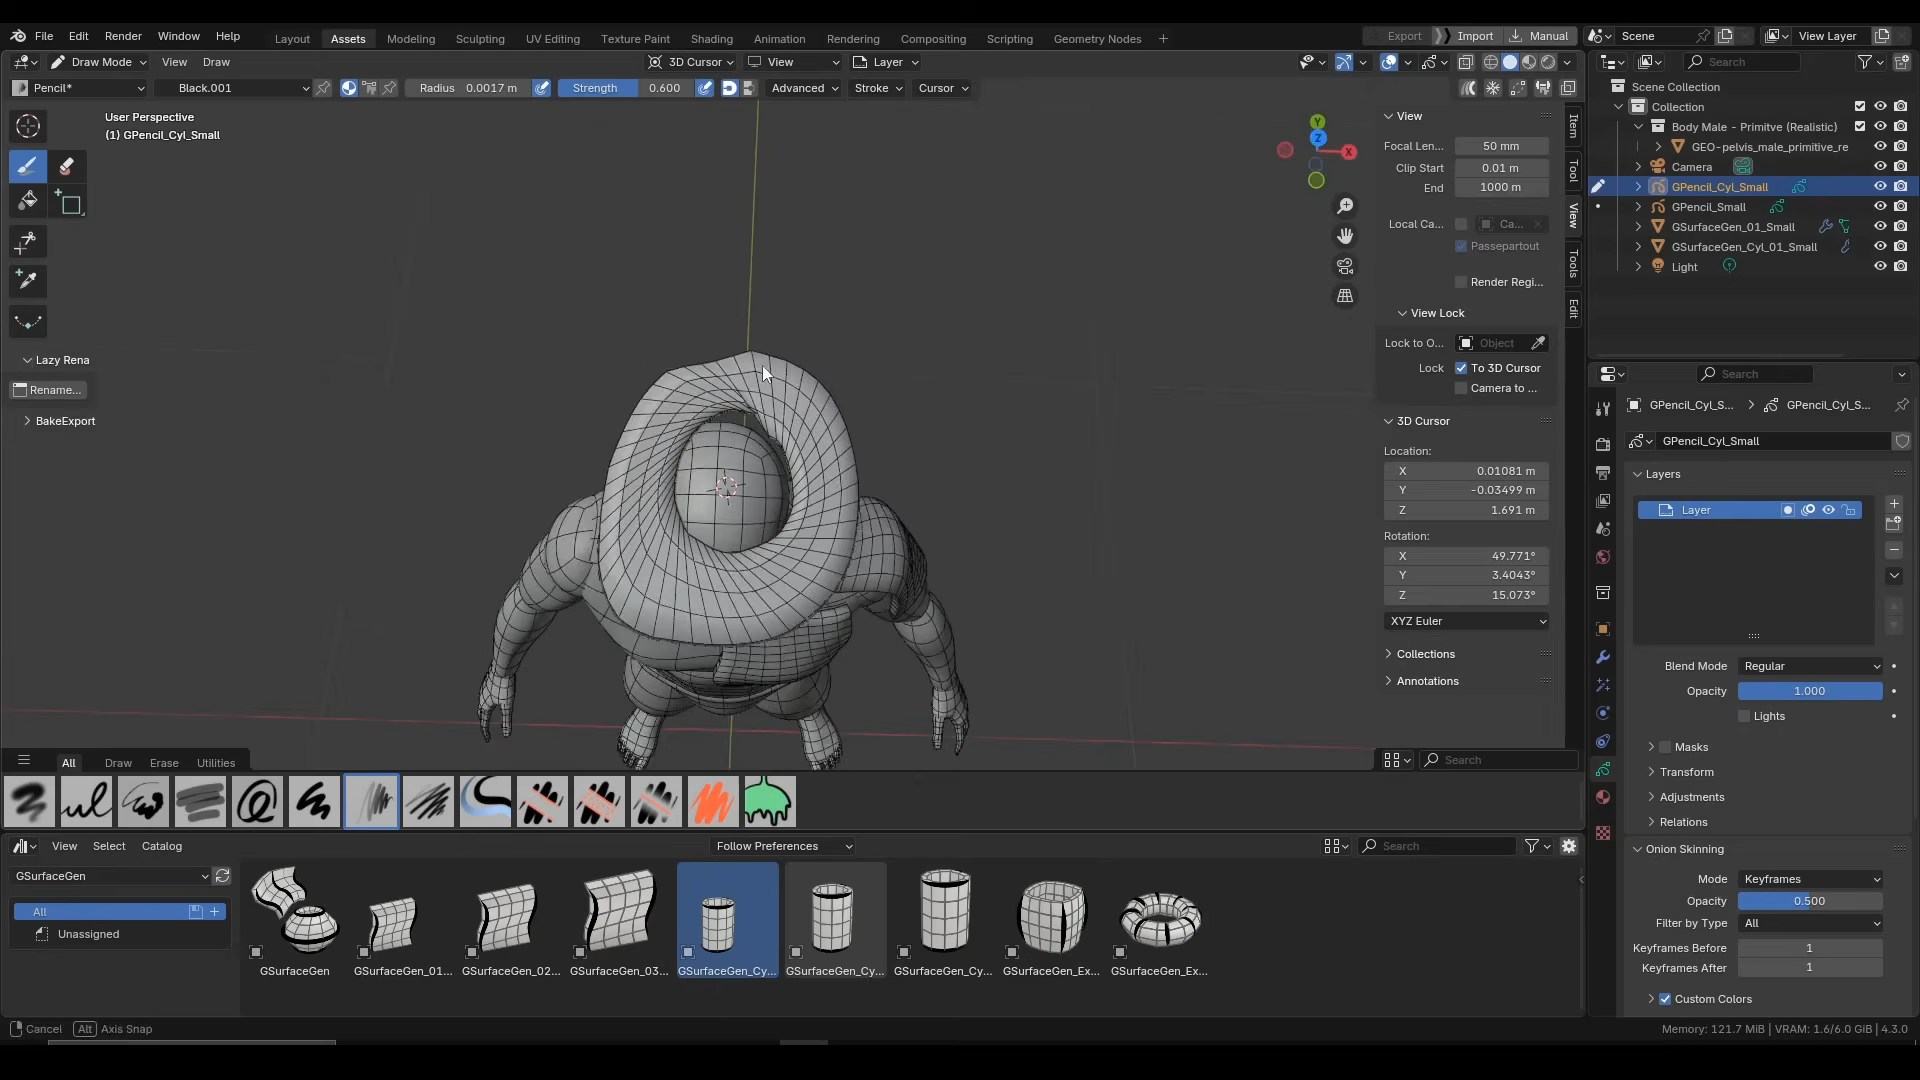 File Edit Render Window Help Layout Assets Modeling Sculpting UV Editing Texture Paint Shading Animation Rendering Compositing Scripting Geometry Nodes + Export Import Manual Scene View Layer
Draw Mode View Draw 3D Cursor View Layer Search
Pencil* Black.001 Radius 0.0017 m Strength 0.600 Advanced Stroke Cursor
User Perspective
(1) GPencil_Cyl_Small
Lazy Rena
Rename...
BakeExport
Y
Z
X
View
Focal Len... 50 mm
Clip Start 0.01 m
End 1000 m
Local Ca... Ca...
Passepartout
Render Regi...
View Lock
Lock to O... Object
Lock To 3D Cursor
Camera to ...
3D Cursor
Location:
X 0.01081 m
Y -0.03499 m
Z 1.691 m
Rotation:
X 49.771°
Y 3.4043°
Z 15.073°
XYZ Euler
Collections
Annotations
Item
Tool
View
Tools
Edit
Scene Collection
Collection
Body Male - Primitve (Realistic)
GEO-pelvis_male_primitive_re
Camera
GPencil_Cyl_Small
GPencil_Small
GSurfaceGen_01_Small
GSurfaceGen_Cyl_01_Small
Light
Search
GPencil_Cyl_S... GPencil_Cyl_S...
GPencil_Cyl_Small
Layers
Layer
Blend Mode Regular
Opacity 1.000
Lights
Masks
Transform
Adjustments
Relations
Onion Skinning
Mode Keyframes
Opacity 0.500
Filter by Type All
Keyframes Before 1
Keyframes After 1
Custom Colors
All Draw Erase Utilities Search
View Select Catalog Follow Preferences Search
GSurfaceGen
All
Unassigned
GSurfaceGen GSurfaceGen_01... GSurfaceGen_02... GSurfaceGen_03... GSurfaceGen_Cy... GSurfaceGen_Cy... GSurfaceGen_Cy... GSurfaceGen_Ex... GSurfaceGen_Ex...
Cancel Alt Axis Snap Memory: 121.7 MiB | VRAM: 1.6/6.0 GiB | 4.3.0